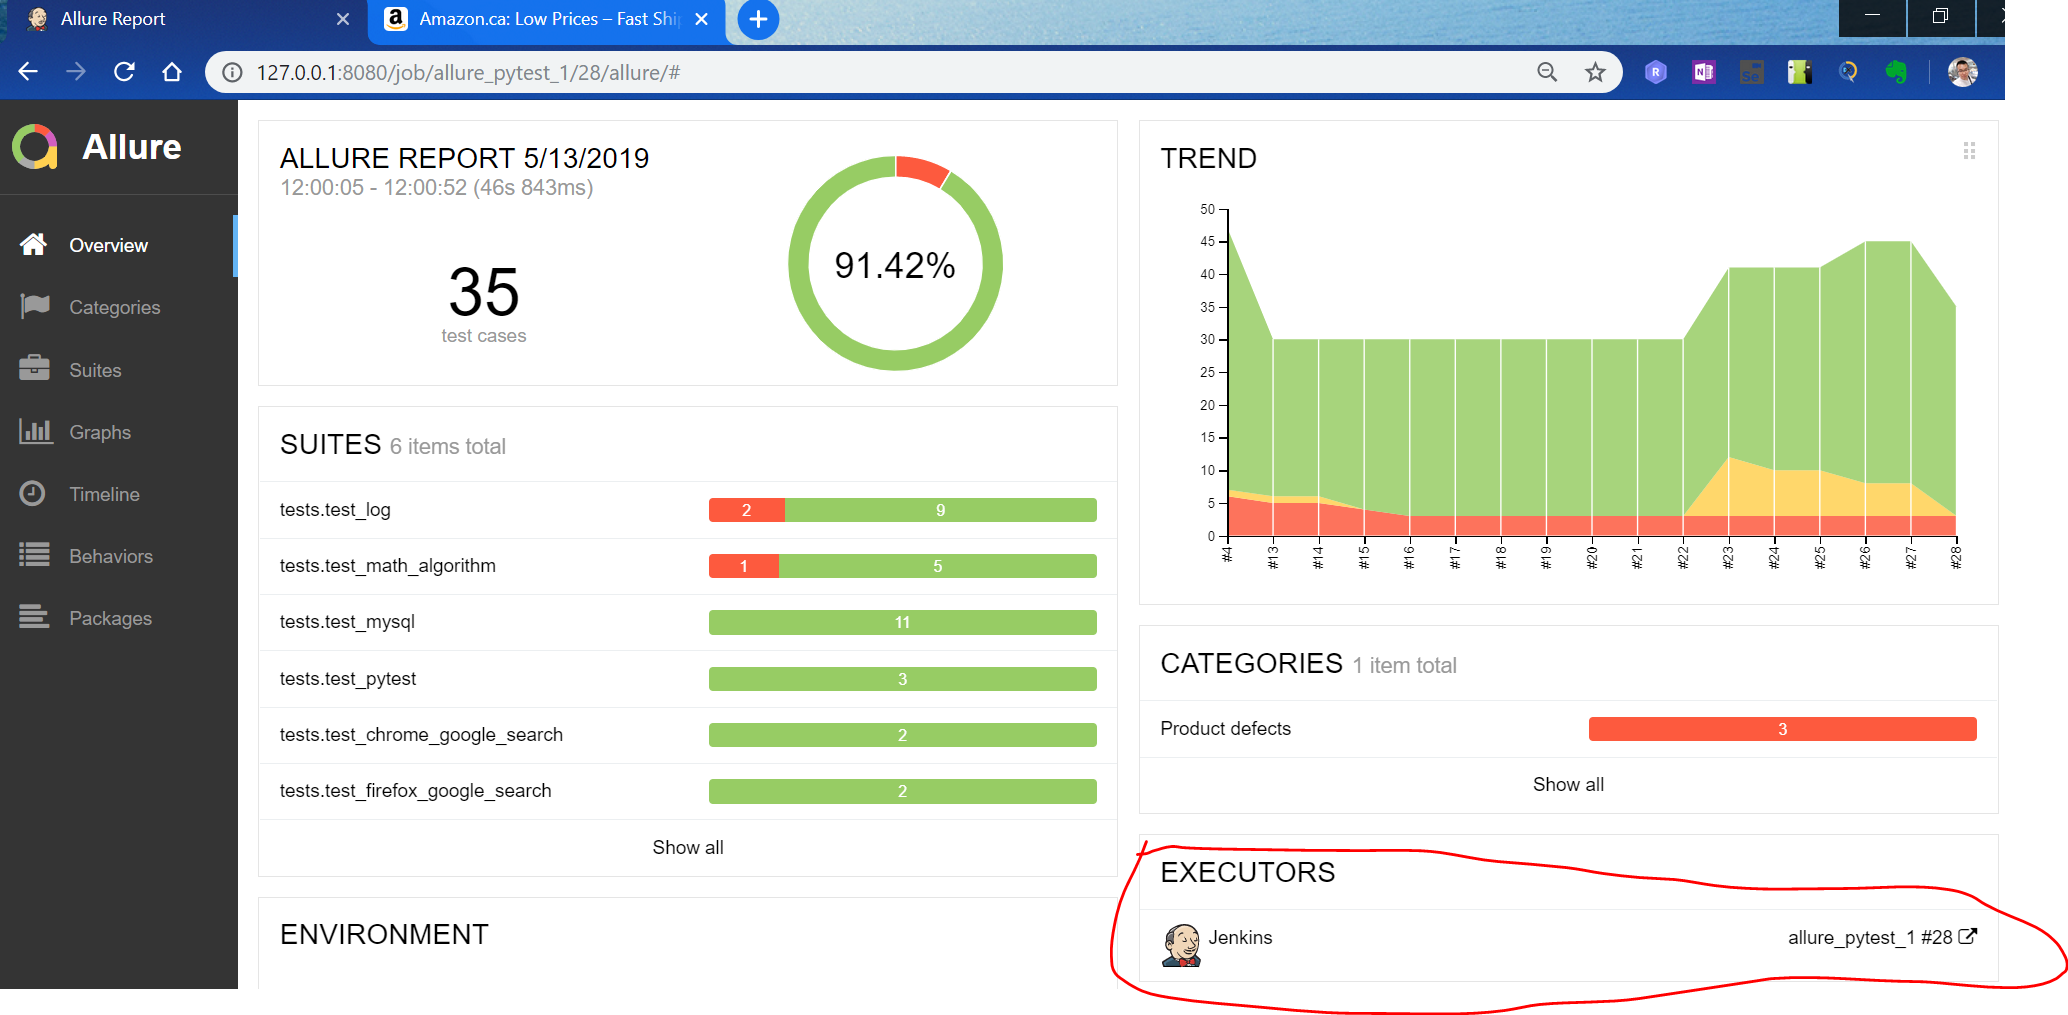 Allure Report
Amazon.ca: Low Prices – Fast Shi
127.0.0.1:8080/job/allure_pytest_1/28/allure/#
Allure
Overview
Categories
Suites
Graphs
Timeline
Behaviors
Packages
ALLURE REPORT 5/13/2019
12:00:05 - 12:00:52 (46s 843ms)
35
test cases
91.42%
SUITES 6 items total
tests.test_log 2 9
tests.test_math_algorithm 1 5
tests.test_mysql 11
tests.test_pytest 3
tests.test_chrome_google_search 2
tests.test_firefox_google_search 2
Show all
ENVIRONMENT
TREND
50
45
40
35
30
25
20
15
10
5
0
#4 #13 #14 #15 #16 #17 #18 #19 #20 #21 #22 #23 #24 #25 #26 #27 #28
CATEGORIES 1 item total
Product defects 3
Show all
EXECUTORS
Jenkins allure_pytest_1 #28